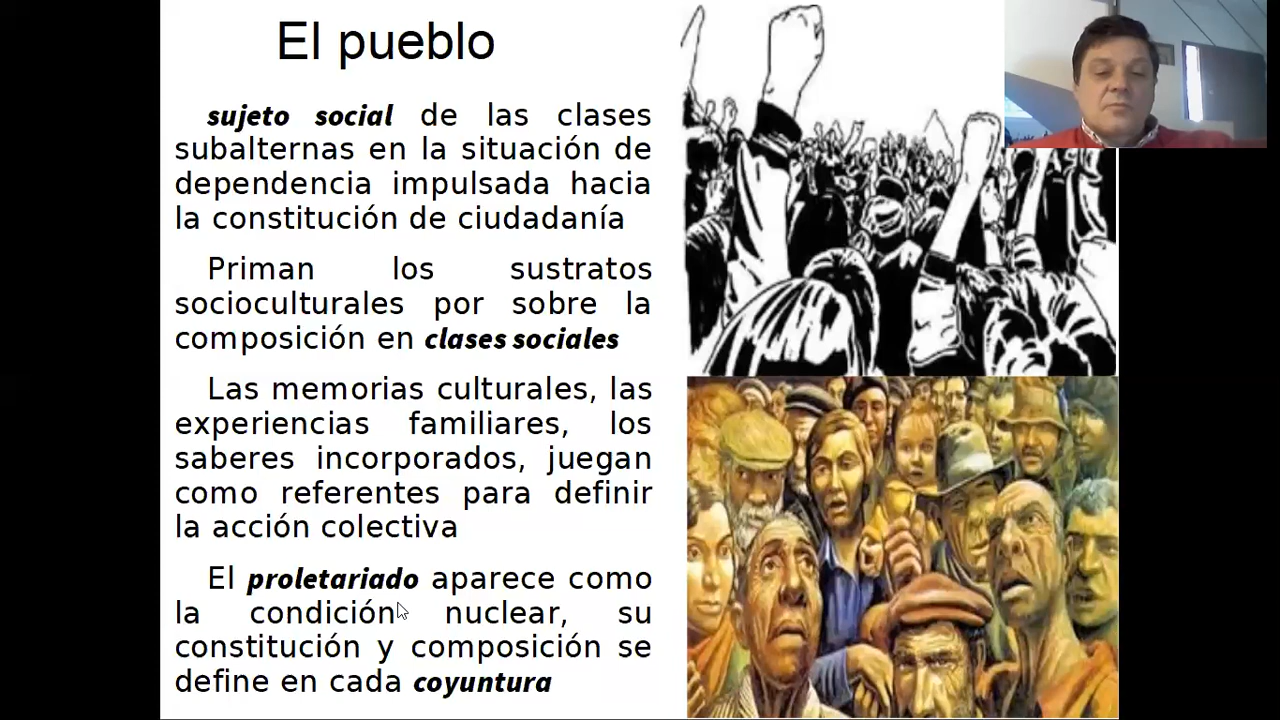 El pueblo
sujeto social de las clases
subalternas en la situación de
dependencia impulsada hacia
la constitución de ciudadanía
Priman los sustratos
socioculturales por sobre la
composición en clases sociales
Las memorias culturales, las
experiencias familiares, los
saberes incorporados, juegan
como referentes para definir
la acción colectiva
El proletariado aparece como
la condición nuclear, su
constitución y composición se
define en cada coyuntura